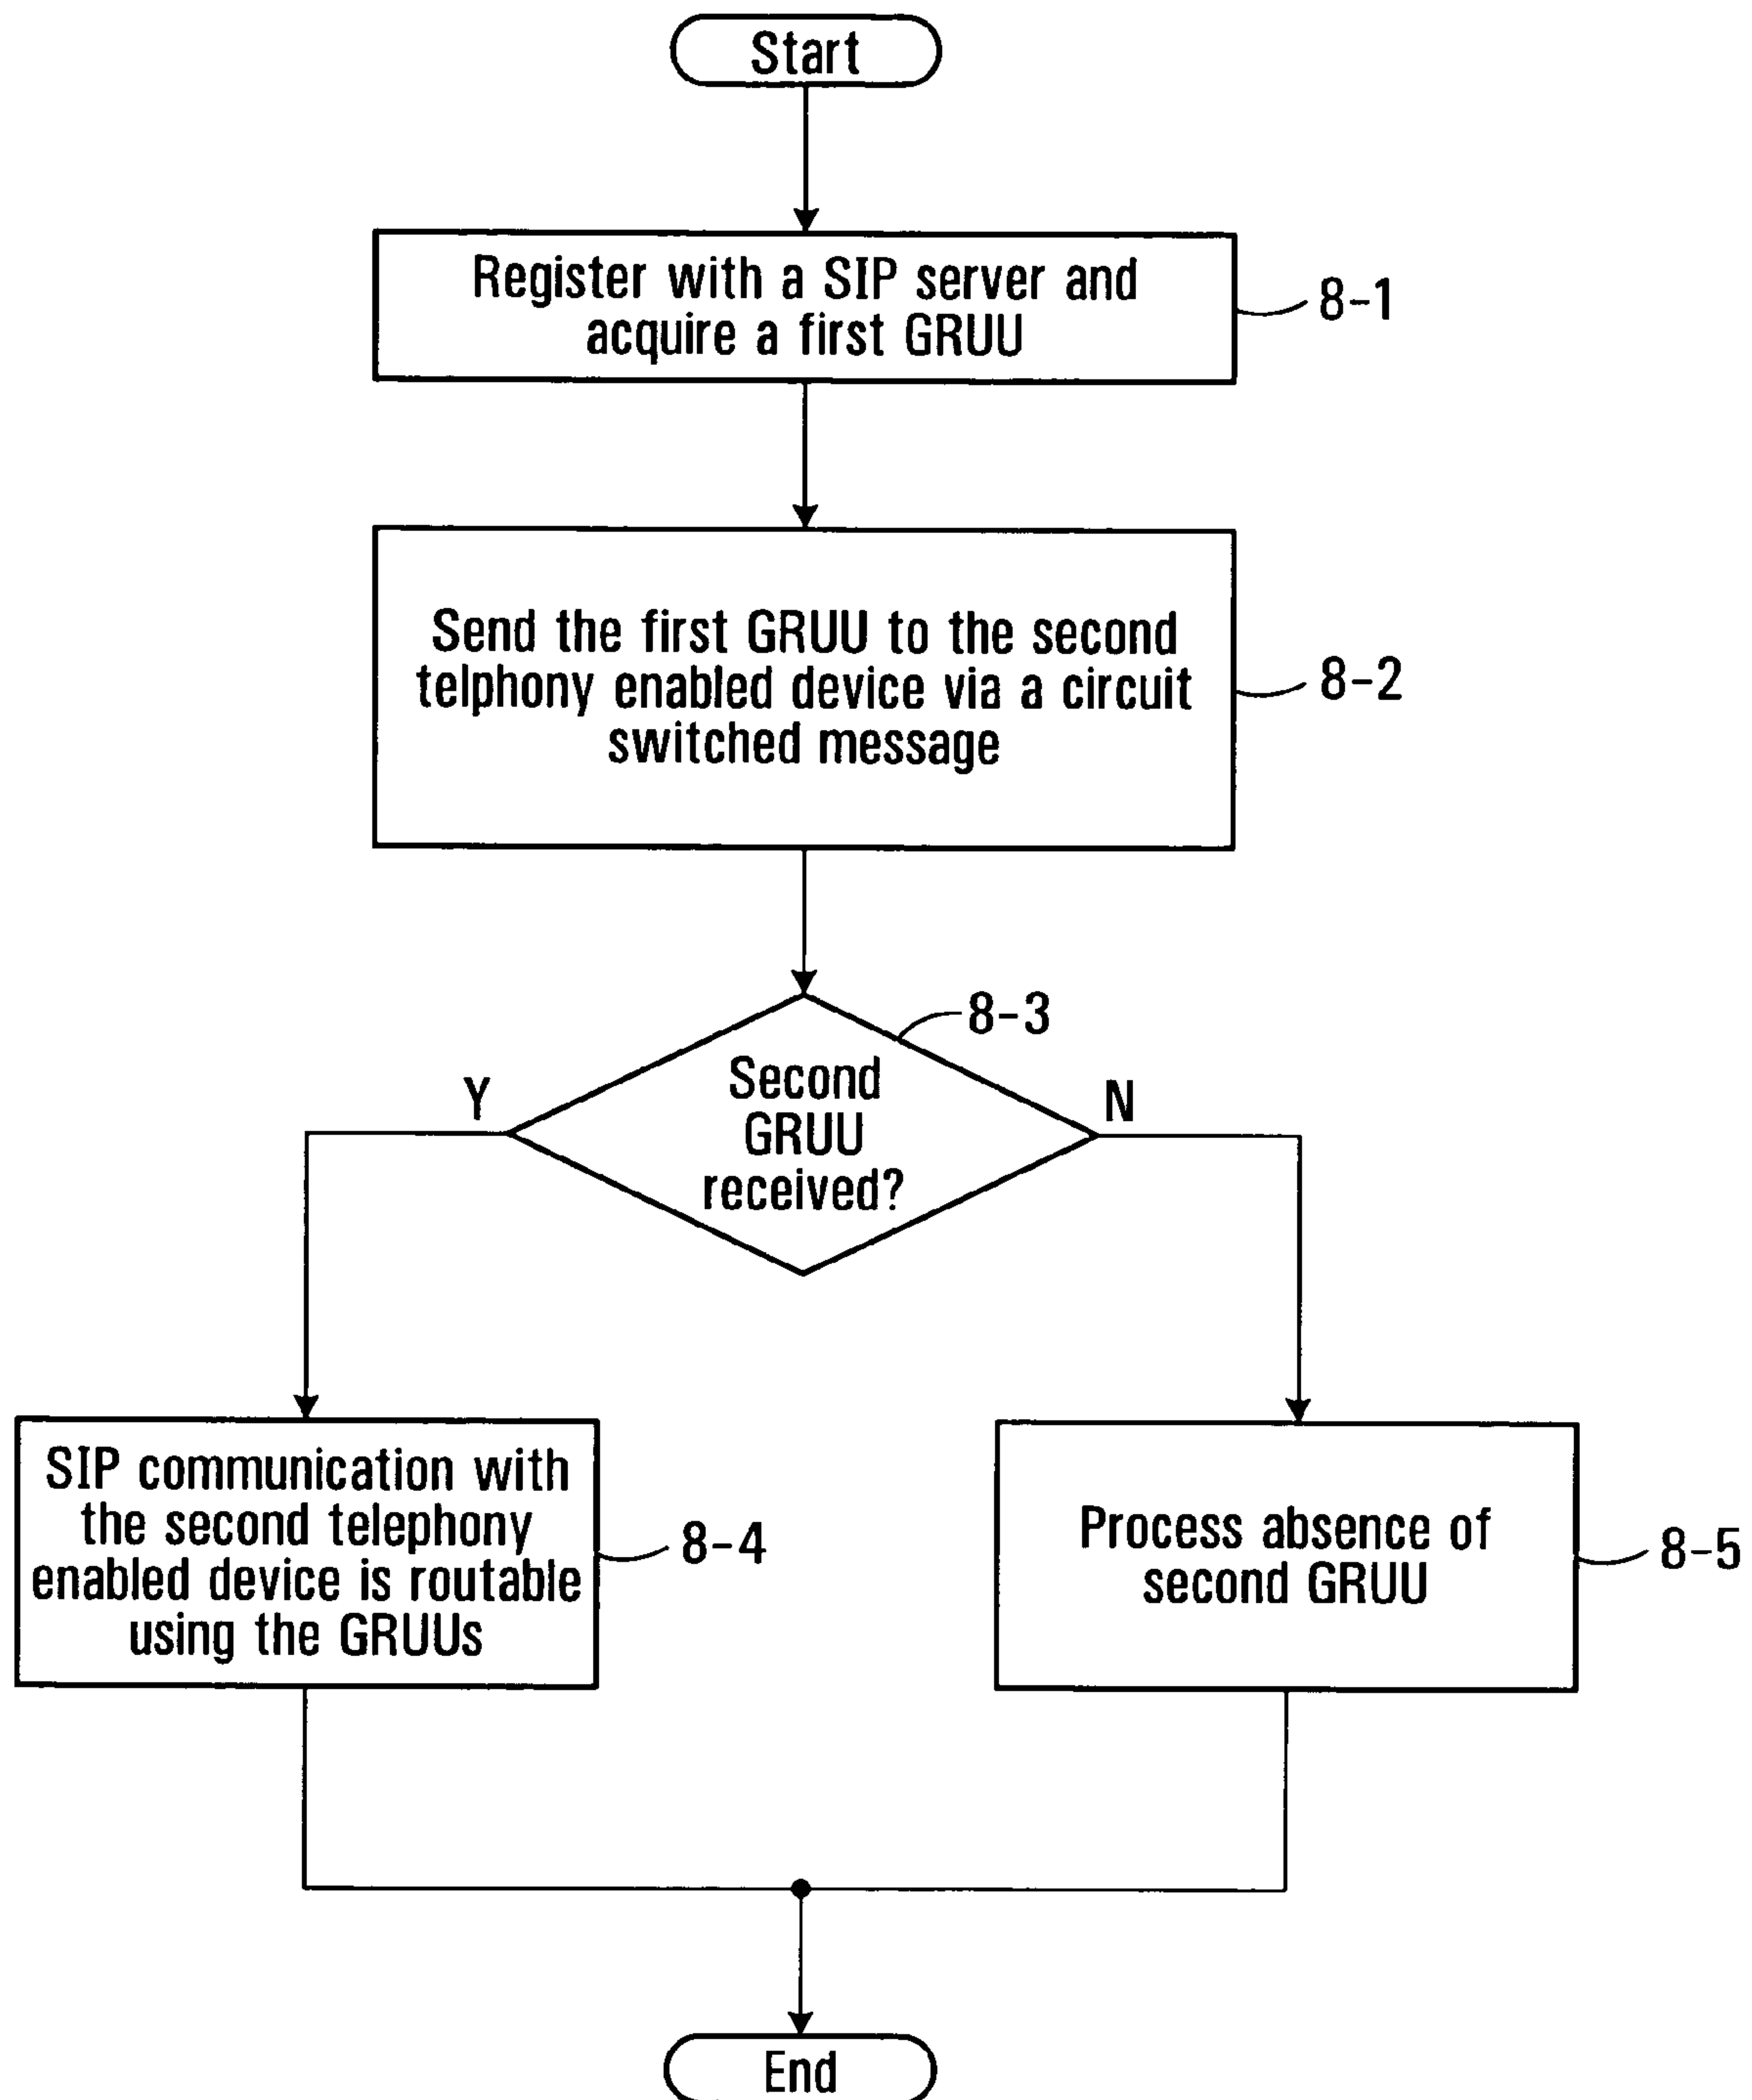 Start
Register with a SIP server and
acquire a first GRUU
8-1
Send the first GRUU to the second
telphony enabled device via a circuit
switched message
8-2
8-3
Second
GRUU
received?
Y
N
SIP communication with
the second telephony
enabled device is routable
using the GRUUs
8-4
Process absence of
second GRUU
8-5
End